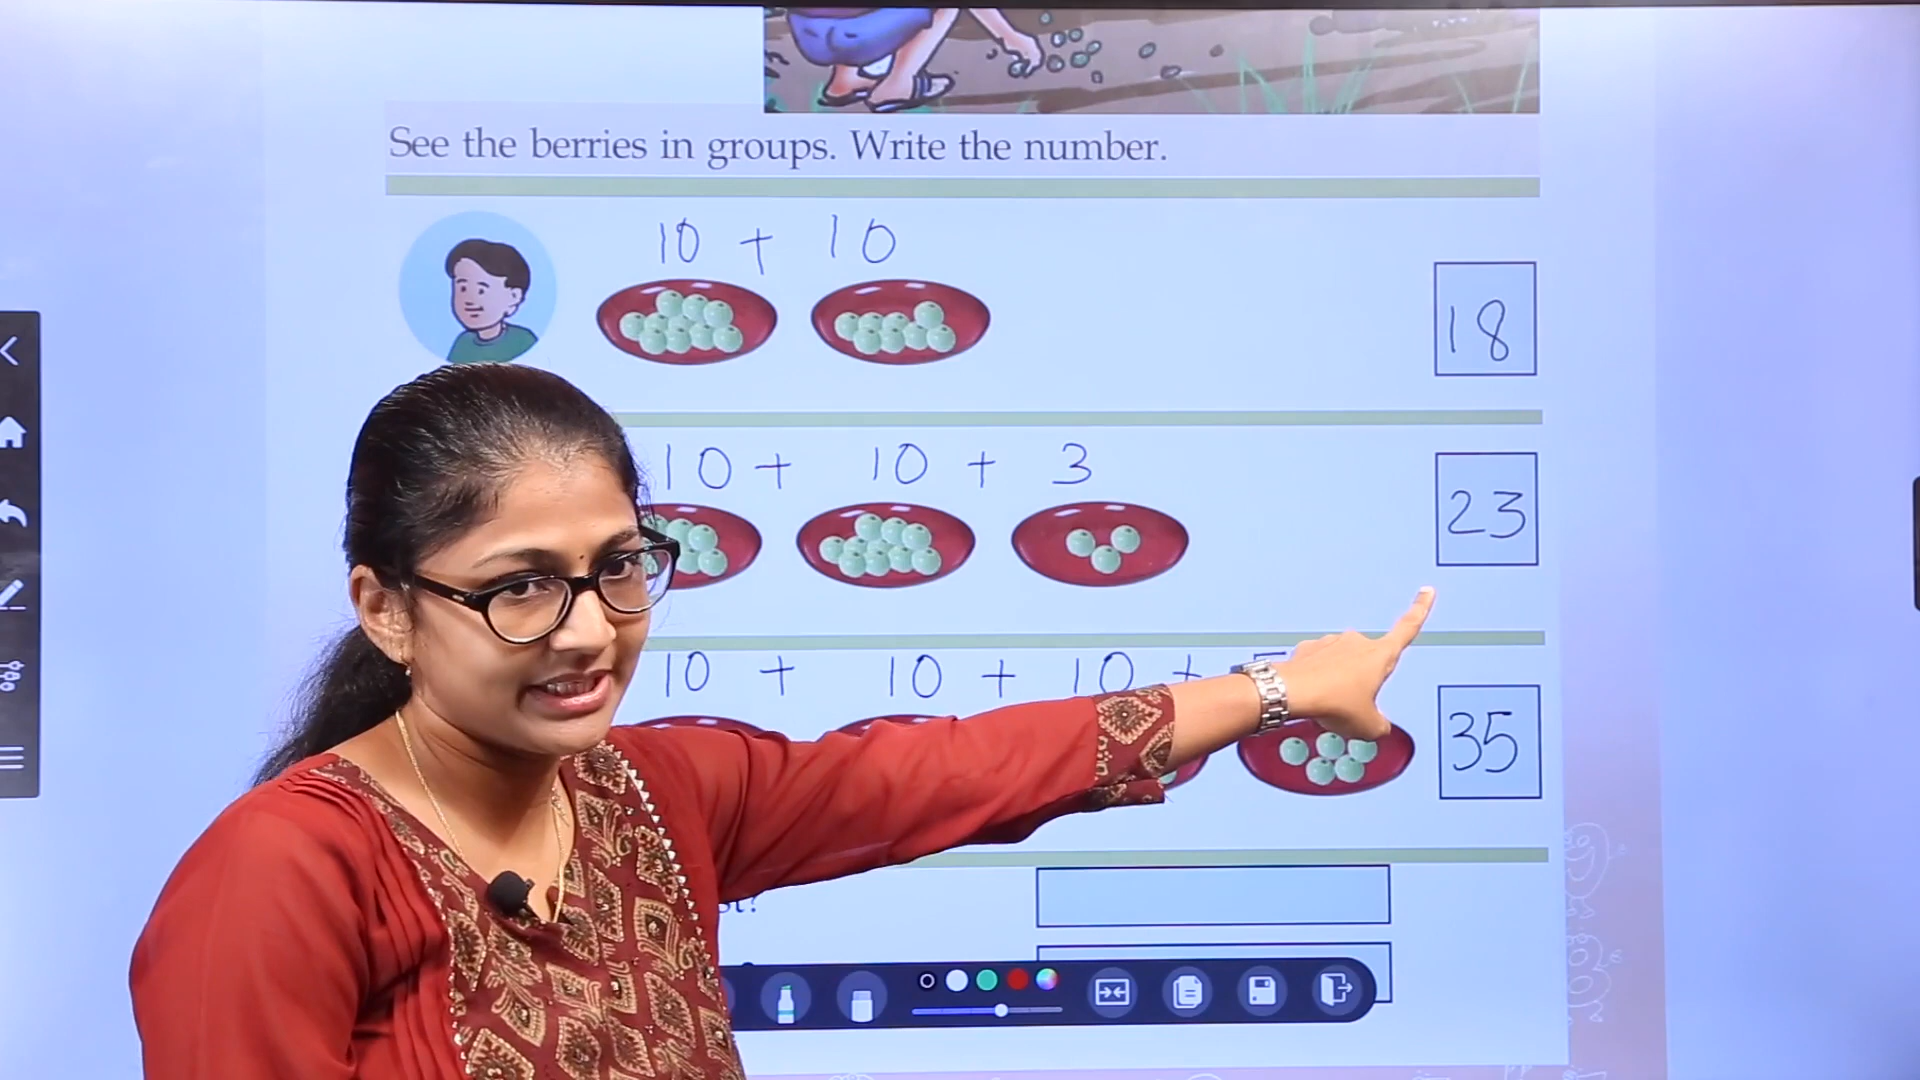 See the berries in groups. Write the number.
10 + 10
18
10 + 10 + 3
23
10 + 10 + 10 +
35